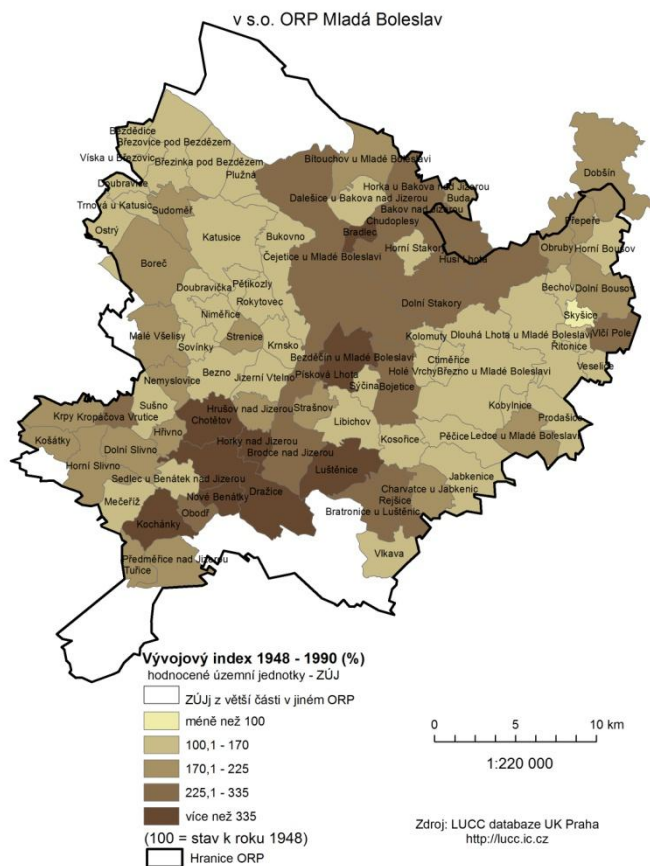 v s.o. ORP Mladá Boleslav
Bezdědice
Březovice pod Bezdězem
Víska u Březovic
Březinka pod Bezdězem
Plužná
Doubravice
Trnová u Katusic
Sudoměř
Ostrý
Katusice
Bukovno
Boreč
Čejetice u Mladé Boleslavi
Bítouchov u Mladé Boleslavi
Dalešice u Bakova nad Jizerou
Horka u Bakova nad Jizerou
Buda
Bakov nad Jizerou
Chudoplesy
Bradlec
Horní Stakory
Husí Lhota
Dobšín
Přepeře
Obruby
Horní Bousov
Doubravička
Pětikozly
Rokytovec
Niměřice
Dolní Stakory
Bechov
Dolní Bousov
Skyšice
Malé Všelisy
Strenice
Sovínky
Krnsko
Kolomuty
Dlouhá Lhota u Mladé Boleslavi
Vlčí Pole
Řitonice
Bezděčín u Mladé Boleslavi
Ctiměřice
Veselice
Nemyslovice
Bezno
Jizerní Vtelno
Písková Lhota
Holé Vrchy
Březno u Mladé Boleslavi
Sýčina
Bojetice
Sušno
Hrušov nad Jizerou
Strašnov
Kobylnice
Krpy
Kropáčova Vrutice
Chotětov
Libichov
Prodašice
Hřivno
Košátky
Dolní Slivno
Horky nad Jizerou
Kosořice
Pěčice
Ledce u Mladé Boleslavi
Brodce nad Jizerou
Horní Slivno
Sedlec u Benátek nad Jizerou
Luštěnice
Jabkenice
Dražice
Charvatce u Jabkenic
Nové Benátky
Rejšice
Mečeříž
Obodř
Bratronice u Luštěnic
Kochánky
Vlkava
Předměřice nad Jizerou
Tuřice
Vývojový index 1948 - 1990 (%)
hodnocené územní jednotky - ZÚJ
ZÚJj z větší části v jiném ORP
méně než 100
100,1 - 170
170,1 - 225
225,1 - 335
více než 335
(100 = stav k roku 1948)
Hranice ORP
0 5 10 km
1:220 000
Zdroj: LUCC databaze UK Praha
http://lucc.ic.cz